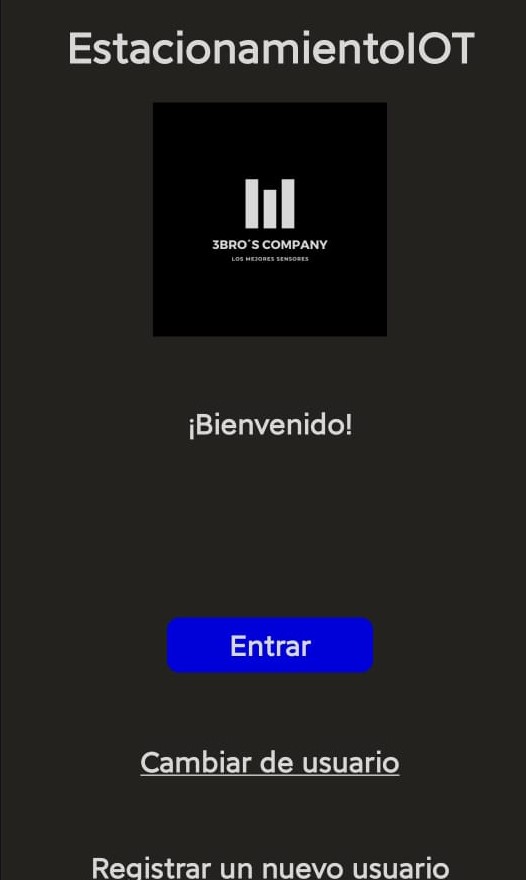 EstacionamientoIOT
3BRO´S COMPANY
LOS MEJORES SENSORES
¡Bienvenido!
Entrar
Cambiar de usuario
Registrar un nuevo usuario